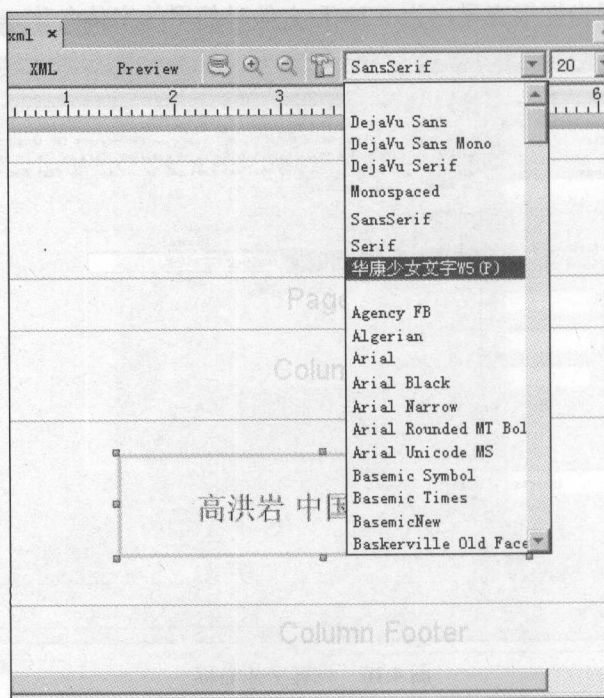 xml ×
XML Preview SansSerif 20
1 2 3 6
DejaVu Sans
DejaVu Sans Mono
DejaVu Serif
Monospaced
SansSerif
Serif
华康少女文字W5(P)
Page
Agency FB
Algerian
Colum
Arial
Arial Black
Arial Narrow
Arial Rounded MT Bol
Arial Unicode MS
Basemic Symbol
Basemic Times
高洪岩 中国
BasemicNew
Baskerville Old Face
Column Footer